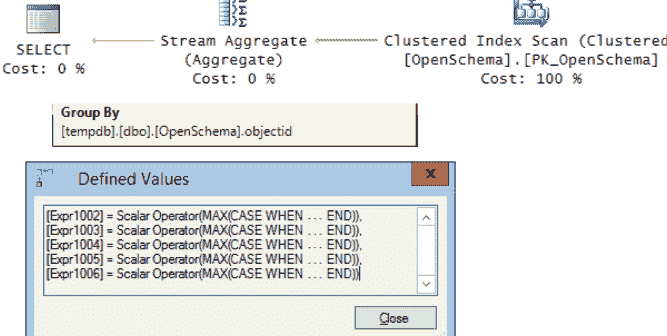 SELECT
Cost: 0 %
Stream Aggregate
(Aggregate)
Cost: 0 %
Clustered Index Scan (Clustered
[OpenSchema].[PK_OpenSchema]
Cost: 100 %
Group By
[tempdb].[dbo].[OpenSchema].objectid
Defined Values
x
[Expr1002] = Scalar Operator(MAX(CASE WHEN ... END)),
[Expr1003] = Scalar Operator(MAX(CASE WHEN ... END)),
[Expr1004] = Scalar Operator(MAX(CASE WHEN ... END)),
[Expr1005] = Scalar Operator(MAX(CASE WHEN ... END)),
[Expr1006] = Scalar Operator(MAX(CASE WHEN ... END))
Close